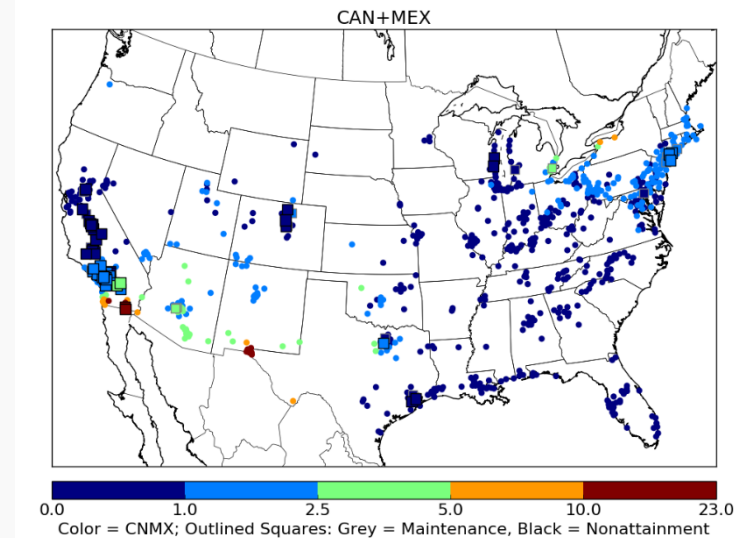 CAN+MEX
0.0 1.0 2.5 5.0 10.0 23.0
Color = CNMX; Outlined Squares: Grey = Maintenance, Black = Nonattainment